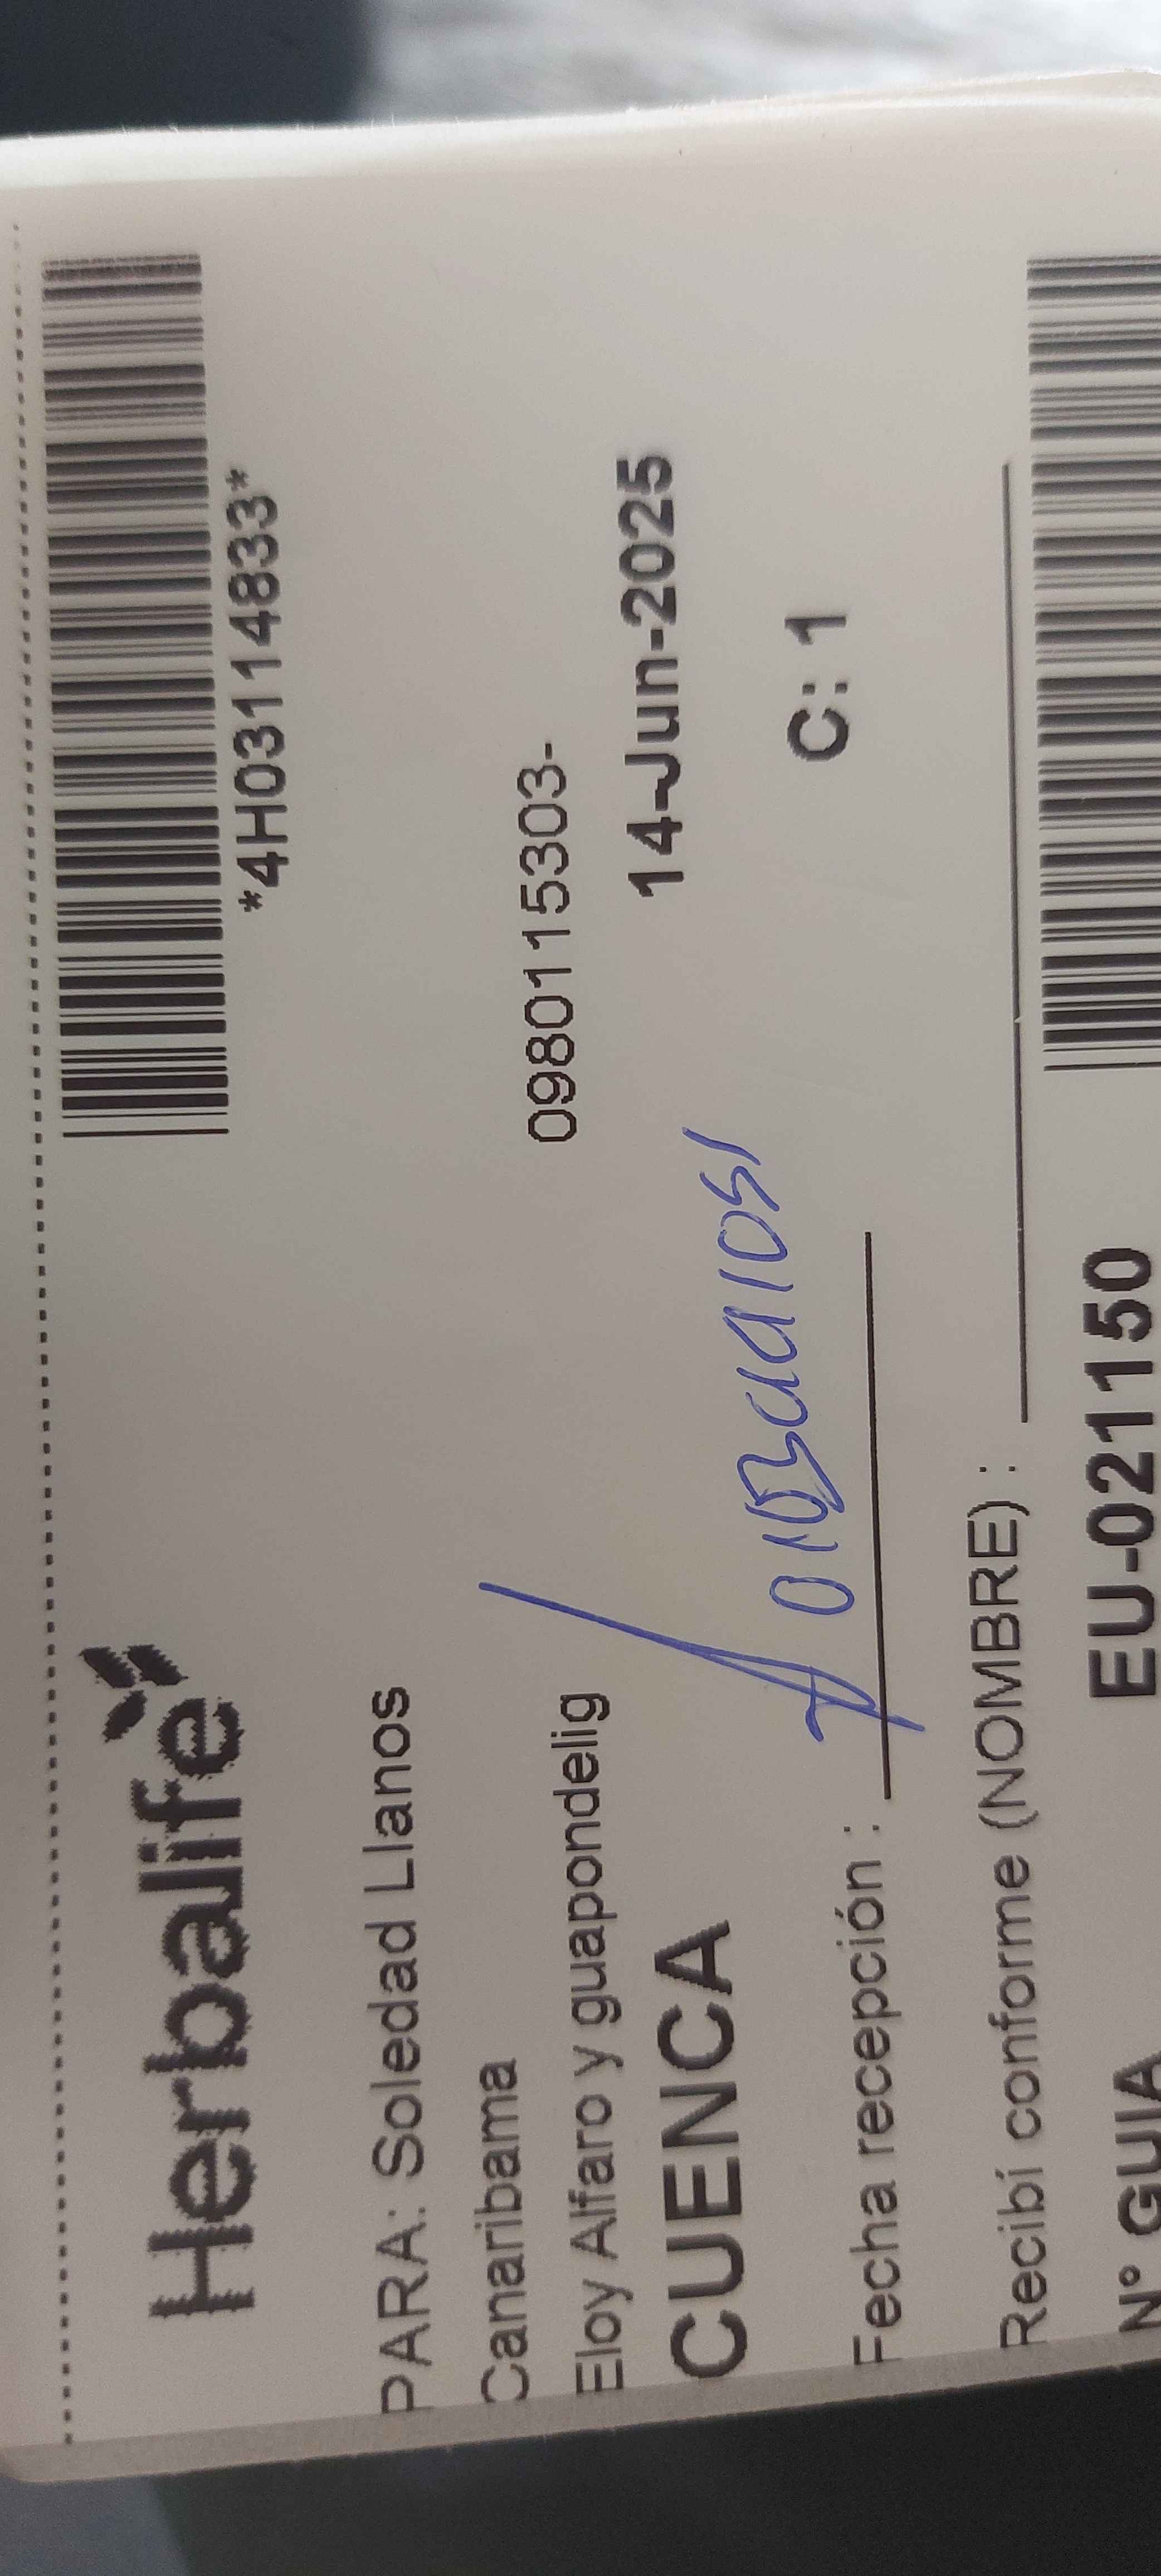 Herbalife
*4H03114833*
PARA: Soledad Llanos
Canaribama
0980115303-
Eloy Alfaro y guapondelig
CUENCA
14-Jun-2025
C: 1
Fecha recepción :
Recibí conforme (NOMBRE) :
N° GUIA
EU-021150